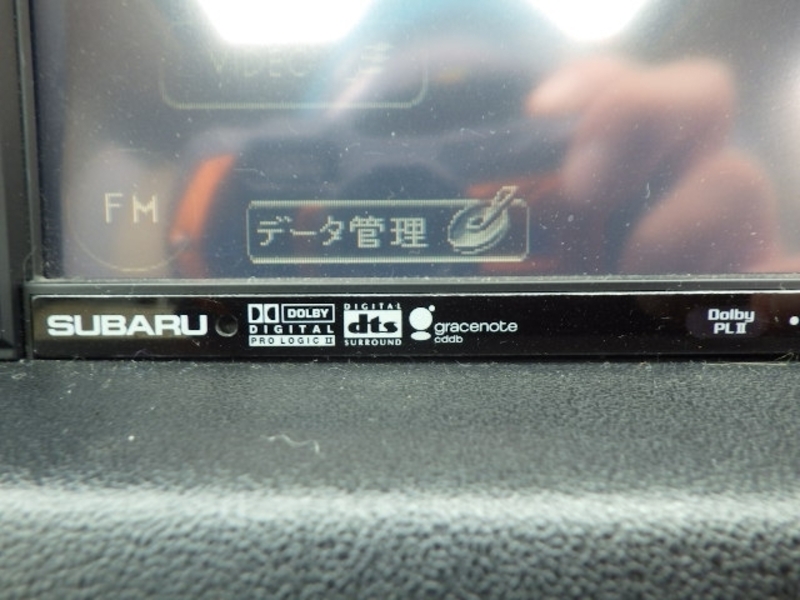 VIDEO
FM
データ管理
SUBARU
DOLBY
DIGITAL
PRO LOGIC II
DIGITAL
dts
SURROUND
gracenote
cddb
Dolby
PL II